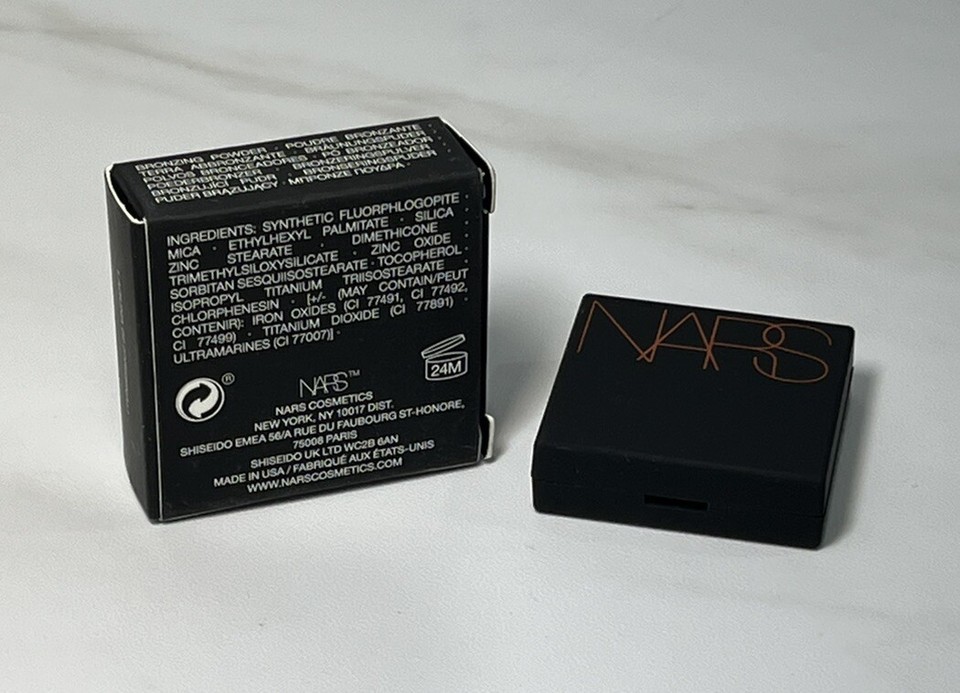 BRONZING POWDER · POUDRE BRONZANTE ·
TERRA ABBRONZANTE · BRÄUNUNGSPUDER ·
POLVOS BRONCEADORES · PÓ BRONZEADOR ·
POEDERBRONZER · BRONZERINGSPULVER ·
BRONZUJÍCÍ PUDR · BRONSERINGSPUDER ·
PUDER BRĄZUJĄCY · ΜΠΡΟΝΖΕ ΠΟΥΔΡΑ ·
INGREDIENTS: SYNTHETIC FLUORPHLOGOPITE ·
MICA · ETHYLHEXYL PALMITATE · SILICA ·
ZINC STEARATE · DIMETHICONE ·
TRIMETHYLSILOXYSILICATE · ZINC OXIDE ·
SORBITAN SESQUIISOSTEARATE · TOCOPHEROL ·
ISOPROPYL TITANIUM TRIISOSTEARATE ·
CHLORPHENESIN · [+/- (MAY CONTAIN/PEUT
CONTENIR): IRON OXIDES (CI 77491, CI 77492,
CI 77499) · TITANIUM DIOXIDE (CI 77891) ·
ULTRAMARINES (CI 77007)] ·
®
24M
NARS™
NARS COSMETICS
NEW YORK, NY 10017 DIST.
SHISEIDO EMEA 56/A RUE DU FAUBOURG ST-HONORE,
75008 PARIS
SHISEIDO UK LTD WC2B 6AN
MADE IN USA / FABRIQUÉ AUX ÉTATS-UNIS
WWW.NARSCOSMETICS.COM
NARS